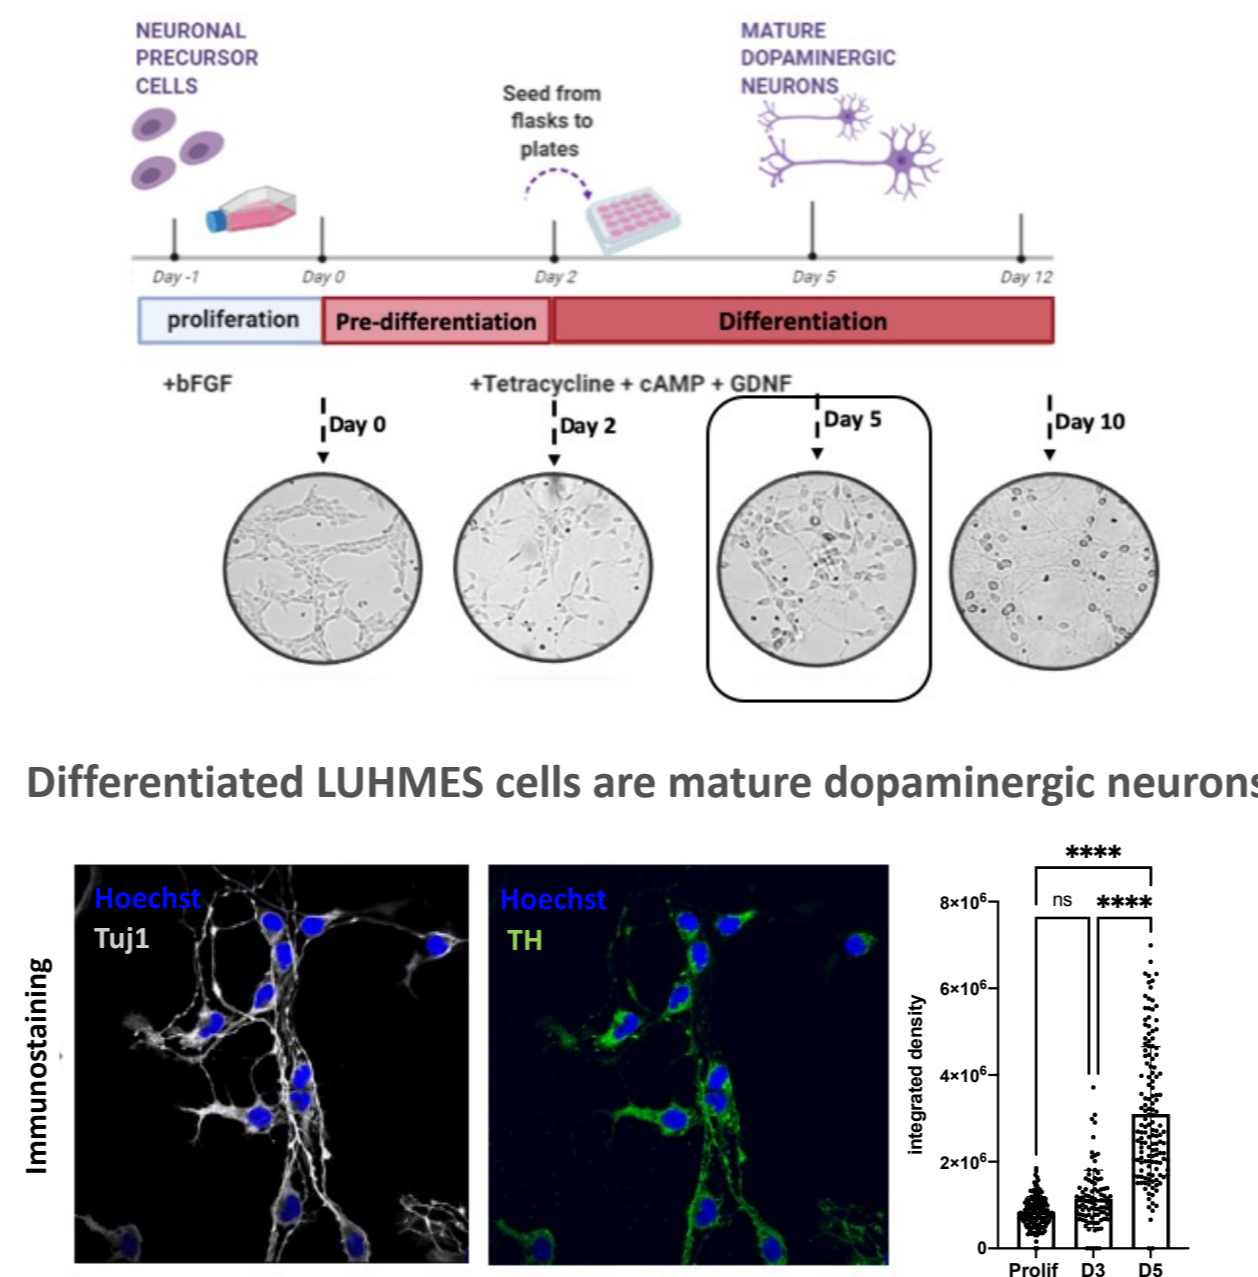 NEURONAL
PRECURSOR
CELLS
MATURE
DOPAMINERGIC
NEURONS
Seed from
flasks to
plates
Day -1
Day 0
Day 2
Day 5
Day 12
proliferation
Pre-differentiation
Differentiation
+bFGF
+Tetracycline + cAMP + GDNF
Day 0
Day 2
Day 5
Day 10
Differentiated LUHMES cells are mature dopaminergic neurons
Immunostaining
Hoechst
Tuj1
Hoechst
TH
****
ns
****
integrated density
8×10⁶
6×10⁶
4×10⁶
2×10⁶
0
Prolif
D3
D5